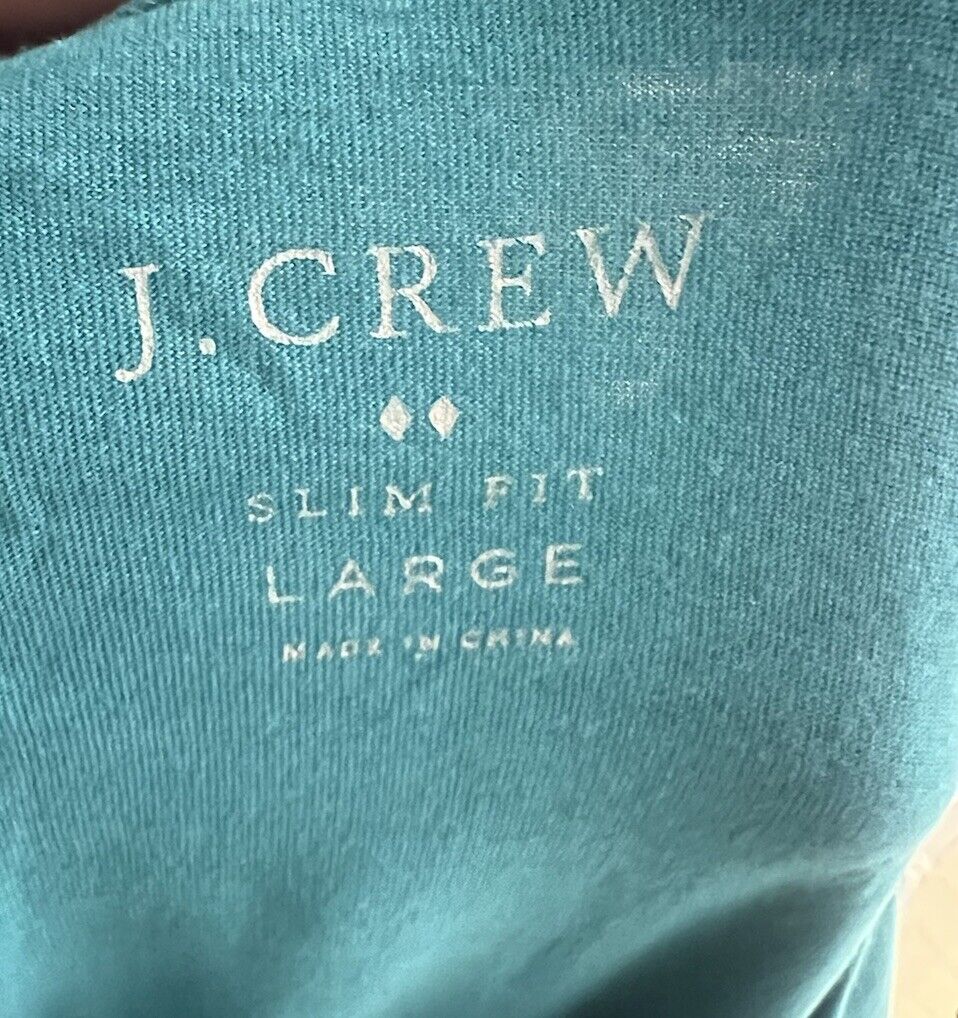 J.CREW
SLIM FIT
LARGE
MADE IN CHINA